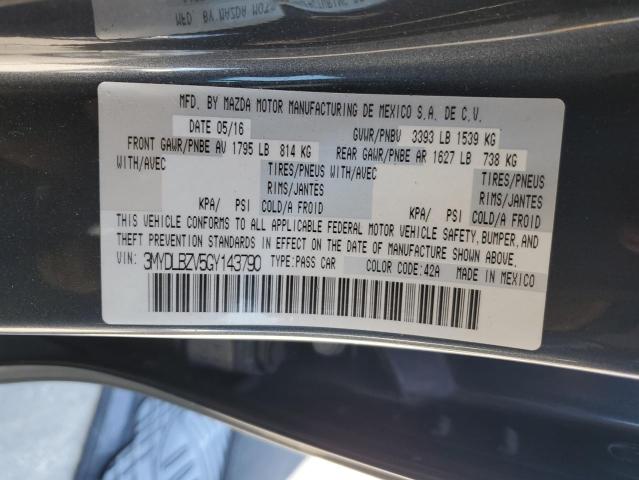 MFD. BY MAZDA MOTOR MANUFACTURING DE MEXICO S.A. DE C.V.
DATE 05/16 GVWR/PNBV 3393 LB 1539 KG
FRONT GAWR/PNBE AV 1795 LB 814 KG REAR GAWR/PNBE AR 1627 LB 738 KG
WITH/AVEC TIRES/PNEUS WITH/AVEC TIRES/PNEUS
RIMS/JANTES RIMS/JANTES
KPA/ PSI COLD/A FROID KPA/ PSI COLD/A FROID
THIS VEHICLE CONFORMS TO ALL APPLICABLE FEDERAL MOTOR VEHICLE SAFETY, BUMPER, AND
THEFT PREVENTION STANDARDS IN EFFECT ON THE DATE OF MANUFACTURE SHOWN ABOVE.
VIN: 3MYDLBZV5GY143790 TYPE:PASS CAR COLOR CODE:42A MADE IN MEXICO